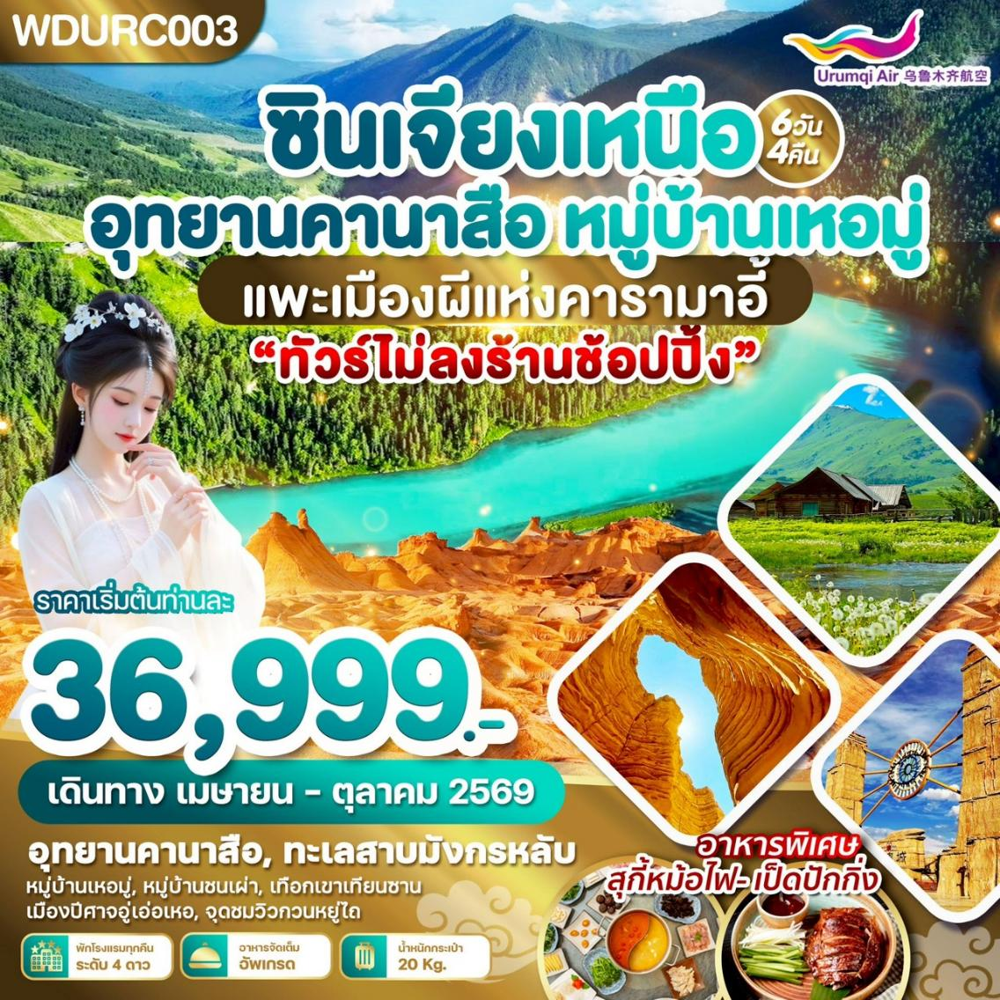 WDURC003
Urumqi Air 乌鲁木齐航空
ซินเจียงเหนือ
6วัน
4คืน
อุทยานคานาสือ หมู่บ้านเหอมู่
แพะเมืองผีแห่งคารามาอี้
“ทัวร์ไม่ลงร้านช้อปปิ้ง”
ราคาเริ่มต้นท่านละ
36,999.-
เดินทาง เมษายน - ตุลาคม 2569
อุทยานคานาสือ, ทะเลสาบมังกรหลับ
หมู่บ้านเหอมู่, หมู่บ้านชนเผ่า, เทือกเขาเทียนซาน
เมืองปีศาจอู่เอ่อเหอ, จุดชมวิวกวนหยูไถ
อาหารพิเศษ
สุกี้หม้อไฟ- เป็ดปักกิ่ง
พักโรงแรมทุกคืน
ระดับ 4 ดาว
อาหารจัดเต็ม
อัพเกรด
น้ำหนักกระเป๋า
20 Kg.